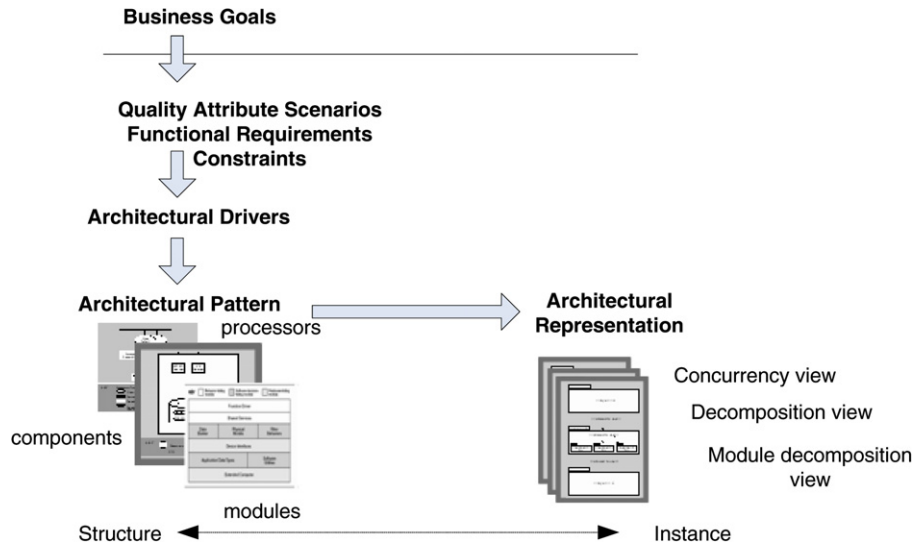 Business Goals
Quality Attribute Scenarios
Functional Requirements
Constraints
Architectural Drivers
Architectural Pattern
processors
components
modules
Architectural
Representation
Concurrency view
Decomposition view
Module decomposition
view
Structure
Instance